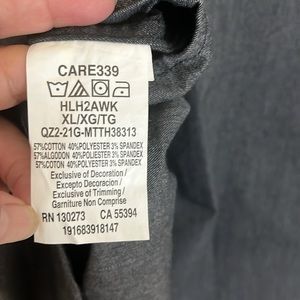 CARE339
HLH2AWK
XL/XG/TG
QZ2-21G-MTTH38313
57%COTTON 40%POLYESTER 3% SPANDEX
57%ALGODON 40%POLIESTER 3% SPANDEX
57%COTON 40%POLYESTER 3% SPANDEX
Exclusive of Decoration /
Excepto Decoracion /
Exclusive of Trimming /
Garniture Non Comprise
RN 130273 CA 55394
191683918147